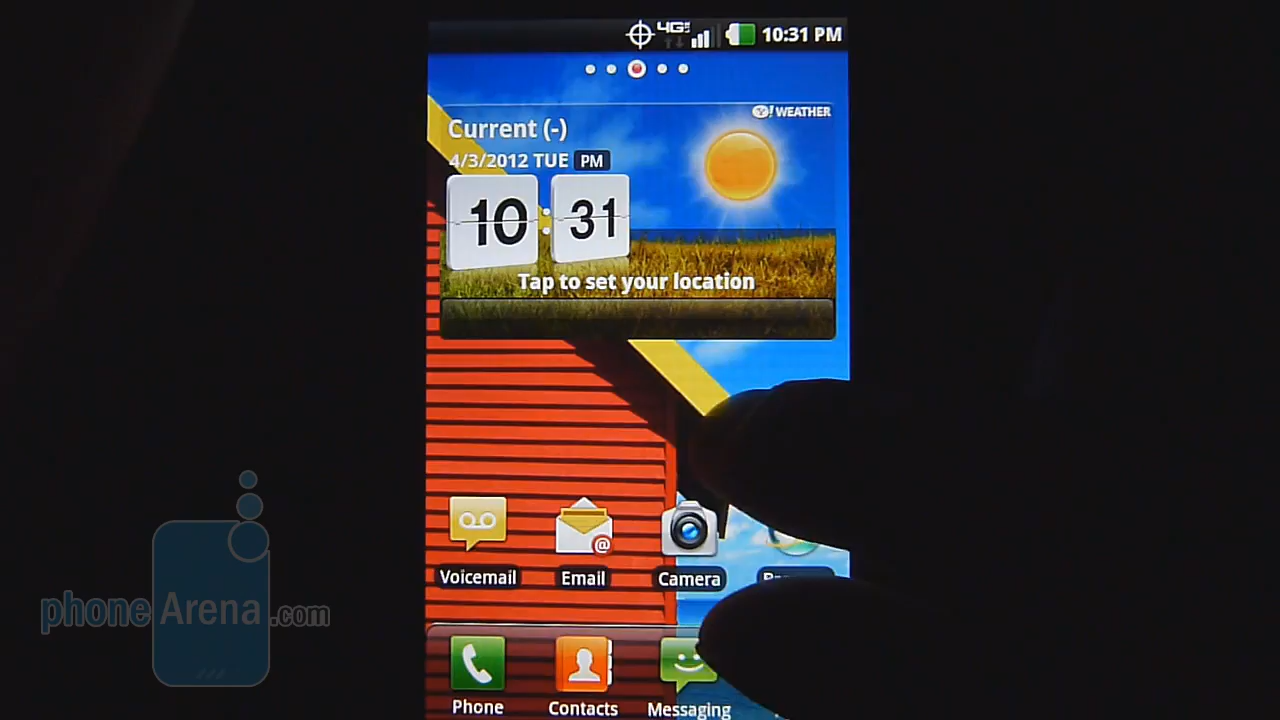 4G 10:31 PM
Y! WEATHER
Current (-)
4/3/2012 TUE PM
10 31
Tap to set your location
Voicemail Email Camera
Phone Contacts Messaging
phoneArena.com